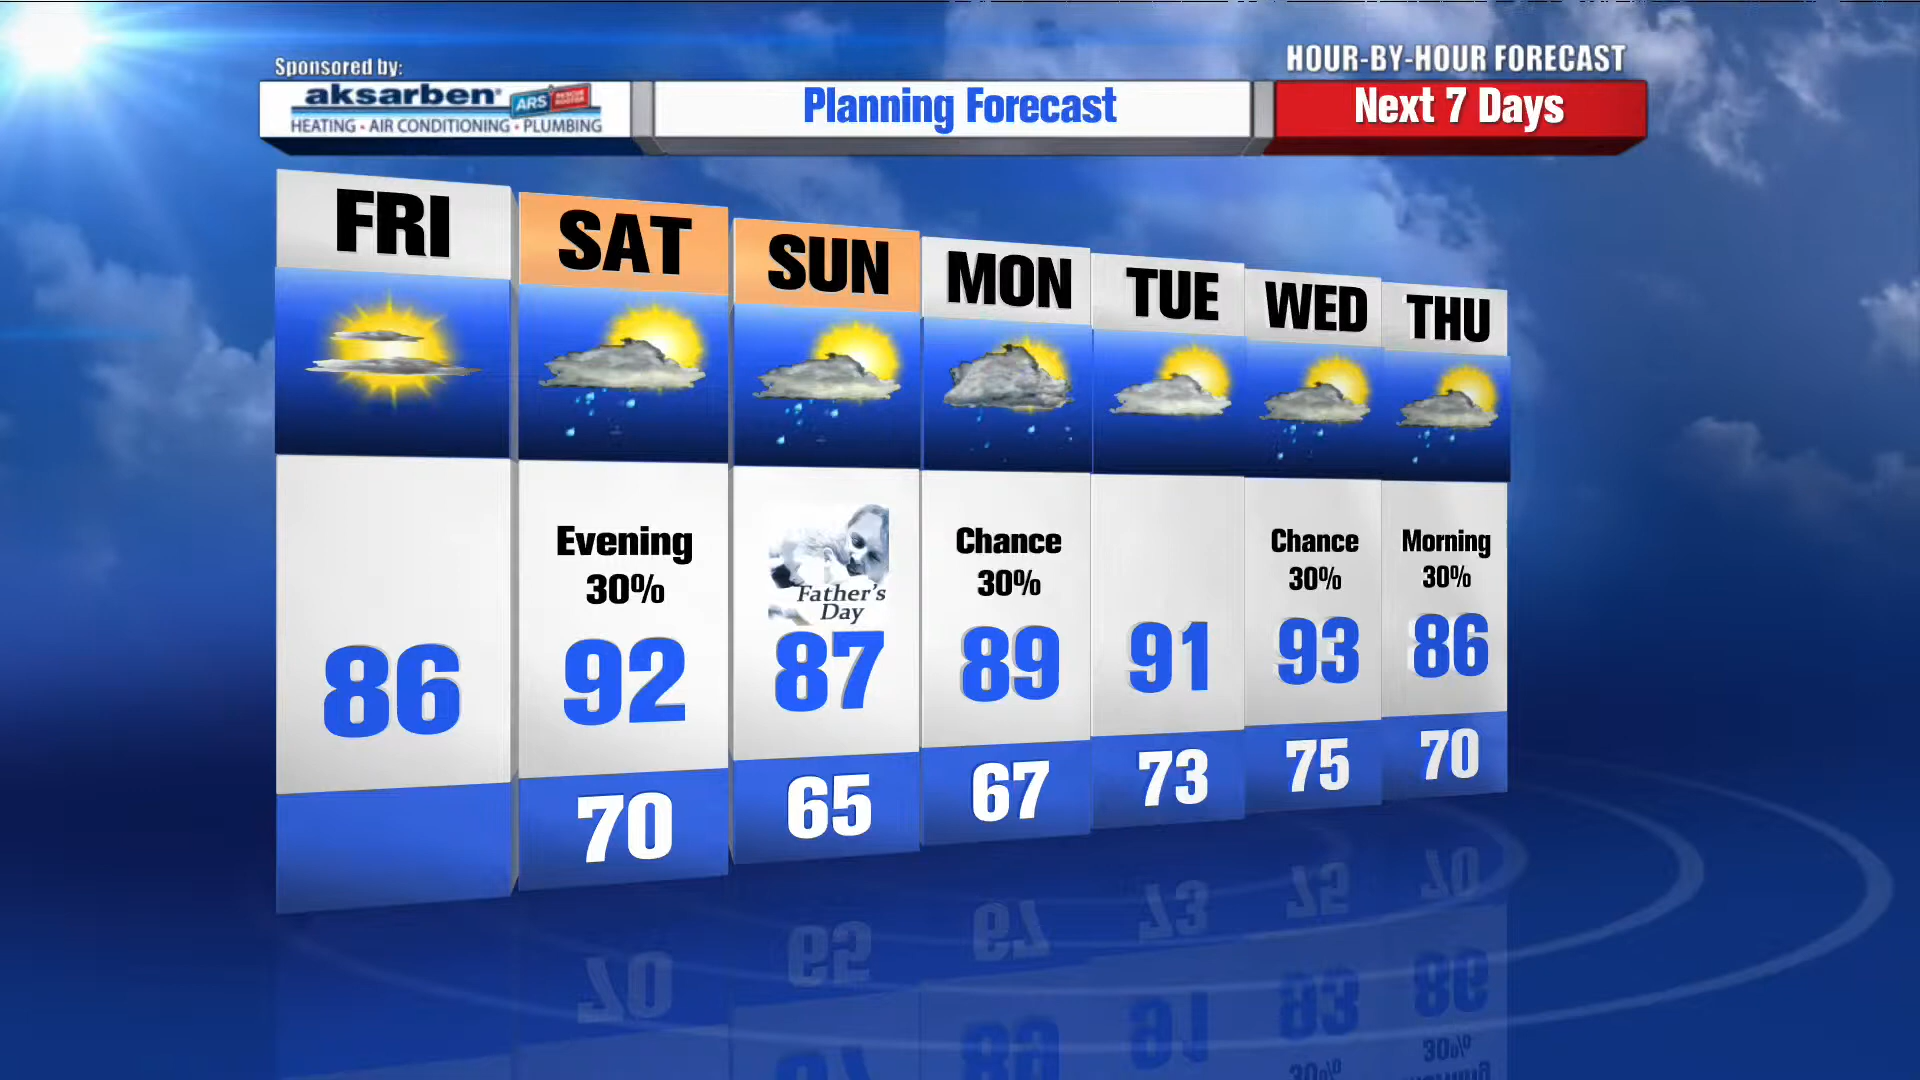 Sponsored by:
aksarben®
ARS RESCUE ROOTER
HEATING • AIR CONDITIONING • PLUMBING
Planning Forecast
HOUR-BY-HOUR FORECAST
Next 7 Days
FRI
86
SAT
Evening
30%
92
70
SUN
Father's
Day
87
65
MON
Chance
30%
89
67
TUE
91
73
WED
Chance
30%
93
75
THU
Morning
30%
86
70